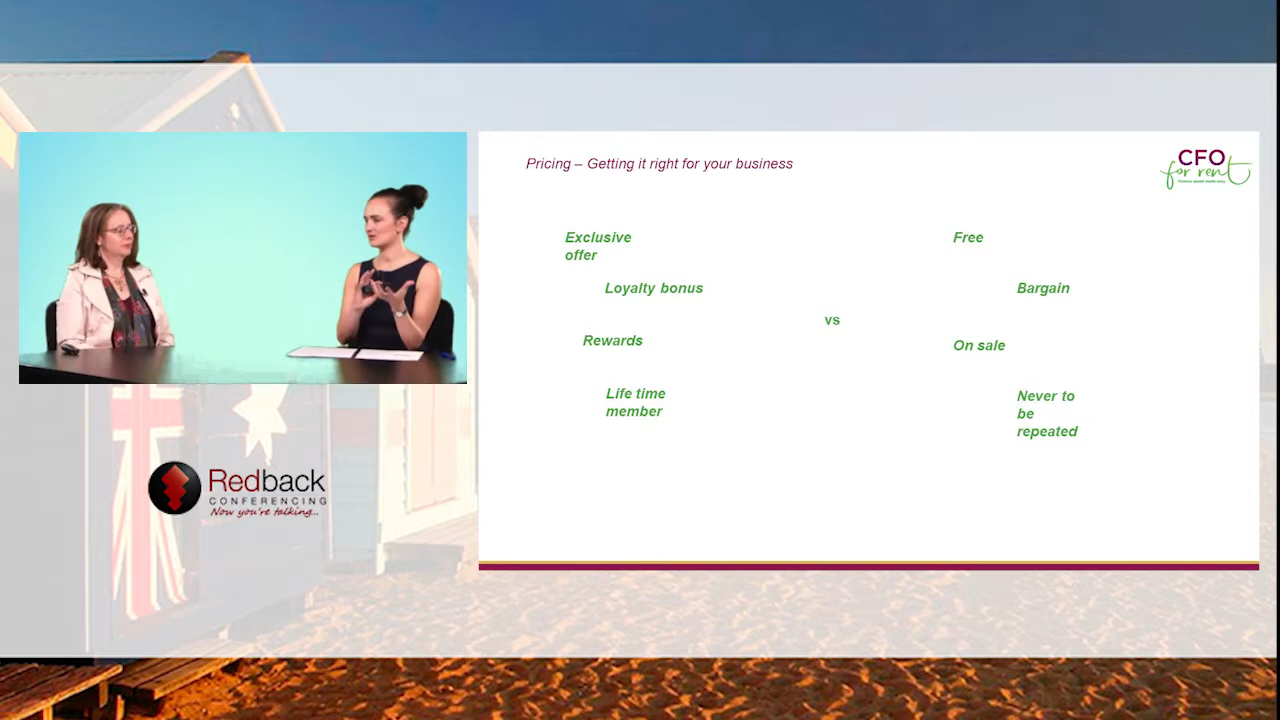 Pricing – Getting it right for your business
CFO
for rent
Exclusive
offer
Free
Loyalty bonus
Bargain
vs
Rewards
On sale
Life time
member
Never to
be
repeated
Redback
CONFERENCING
Now you're talking...